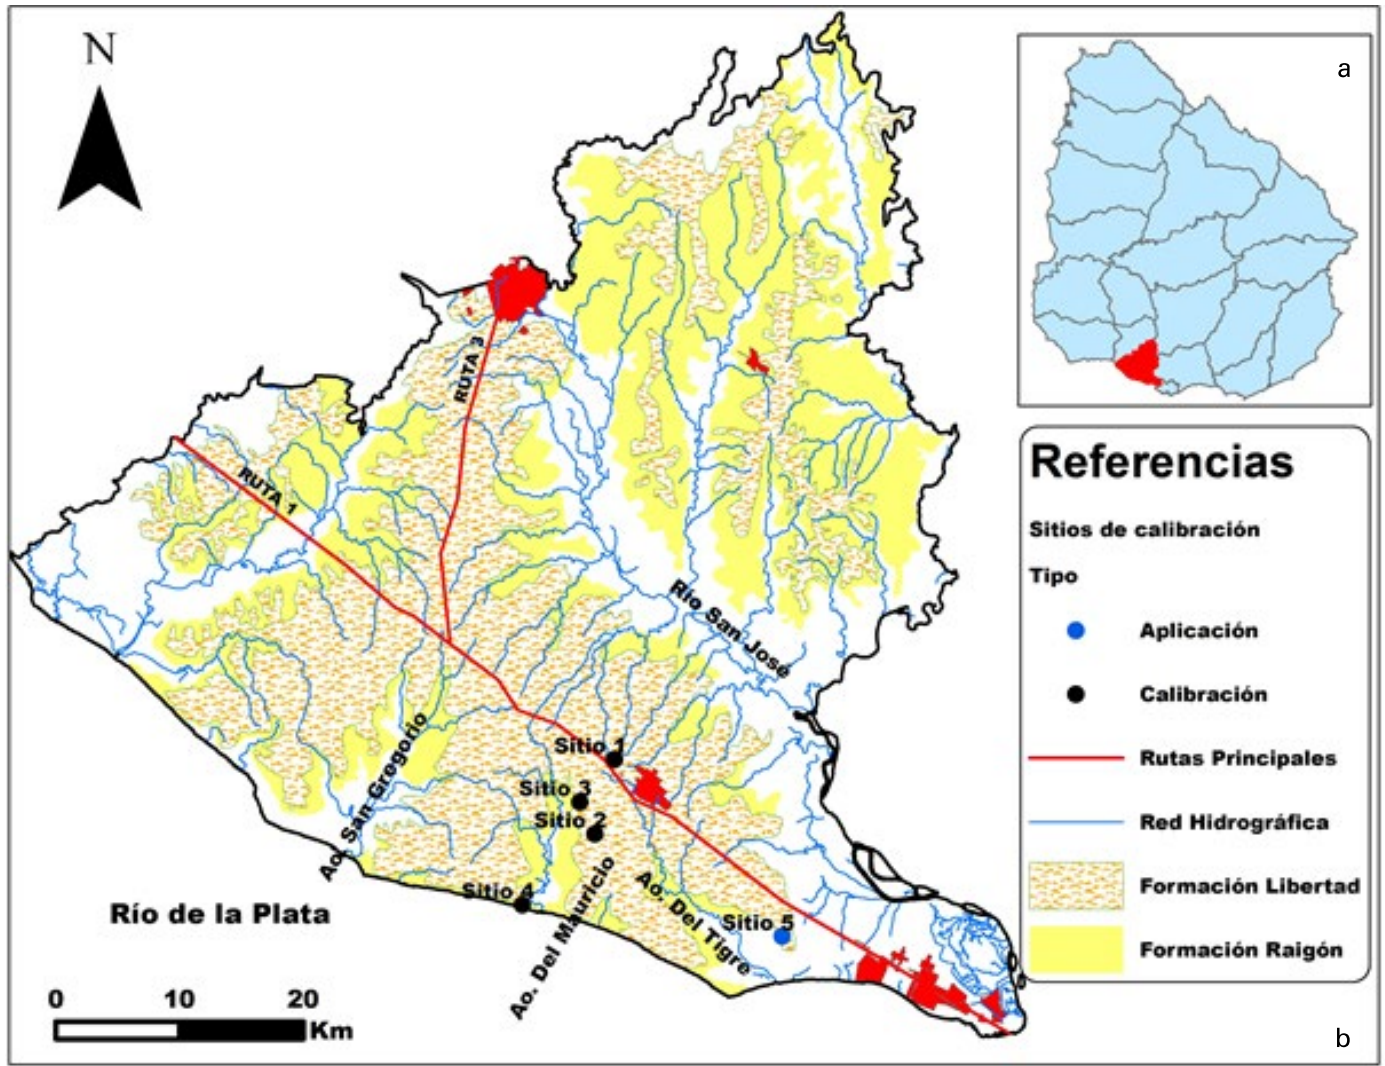 N
a
RUTA 3
RUTA 1
Río San José
Sitio 1
Sitio 3
Sitio 2
Sitio 4
Sitio 5
Ao. San Gregorio
Ao. Del Mauricio
Ao. Del Tigre
Río de la Plata
0 10 20
Km
Referencias
Sitios de calibración
Tipo
Aplicación
Calibración
Rutas Principales
Red Hidrográfica
Formación Libertad
Formación Raigón
b